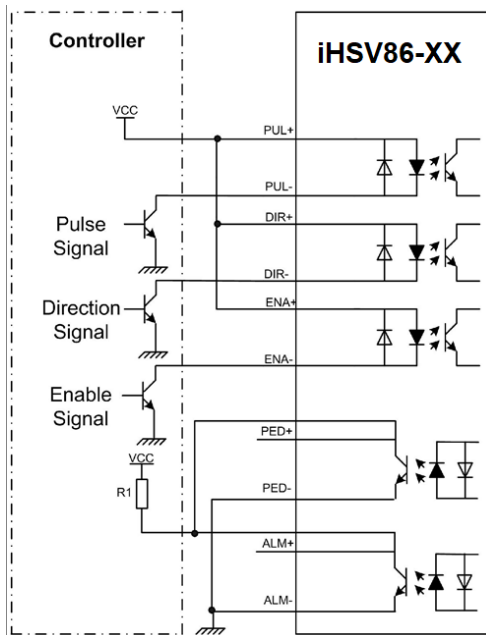 Controller
iHSV86-XX
VCC
PUL+
PUL-
Pulse
Signal
DIR+
DIR-
Direction
Signal
ENA+
ENA-
Enable
Signal
PED+
VCC
R1
PED-
ALM+
ALM-